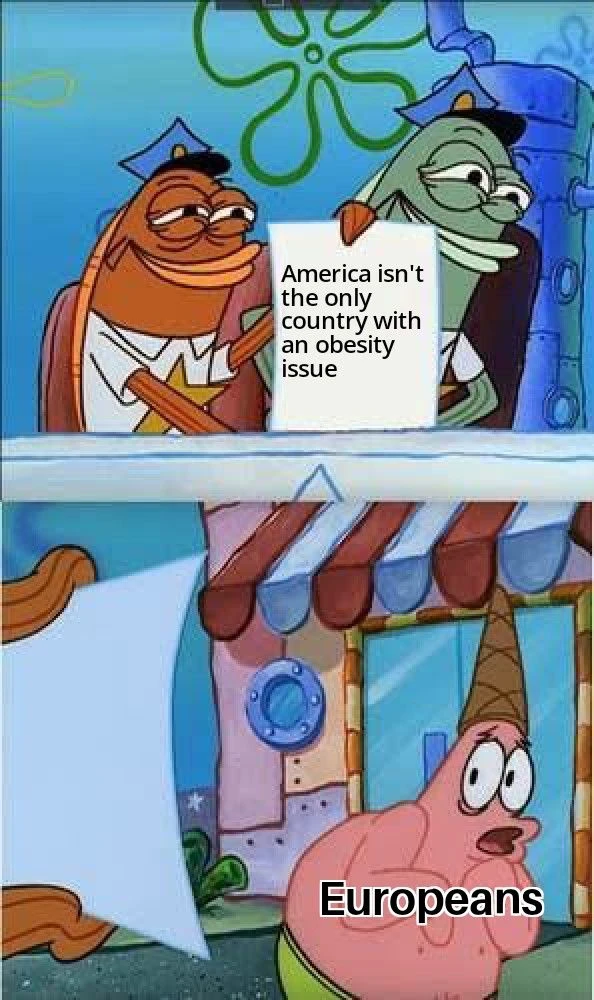 America isn't
the only
country with
an obesity
issue
Europeans